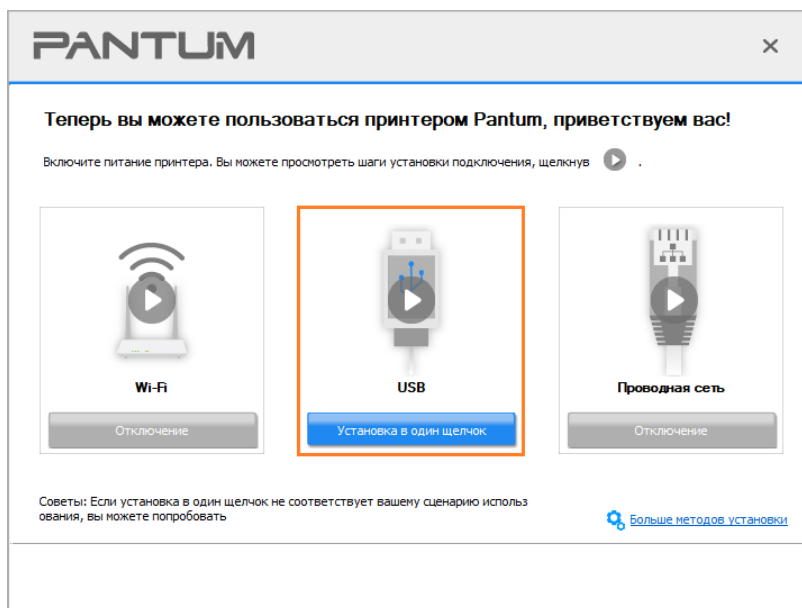 PANTUM
Теперь вы можете пользоваться принтером Pantum, приветствуем вас!
Включите питание принтера. Вы можете просмотреть шаги установки подключения, щелкнув .
Wi-Fi
Отключение
USB
Установка в один щелчок
Проводная сеть
Отключение
Советы: Если установка в один щелчок не соответствует вашему сценарию использ
ования, вы можете попробовать
Больше методов установки